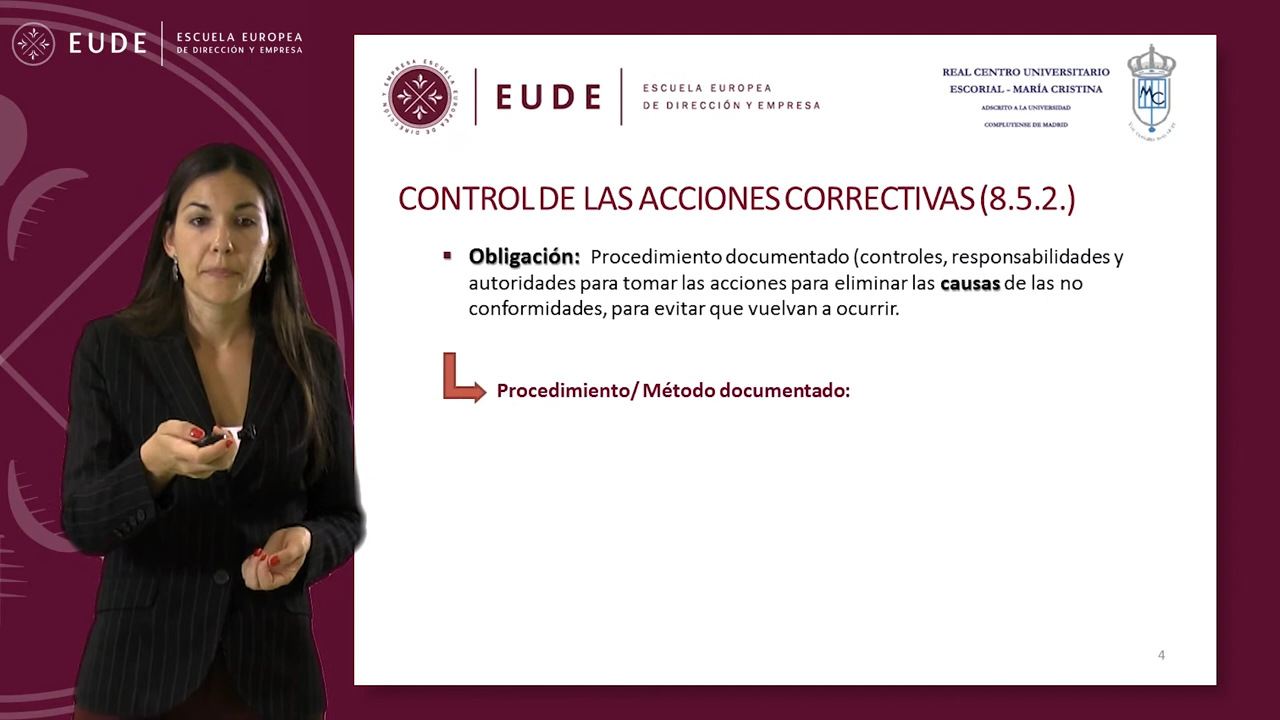 EUDE
ESCUELA EUROPEA
DE DIRECCIÓN Y EMPRESA
EUDE
ESCUELA EUROPEA
DE DIRECCIÓN Y EMPRESA
REAL CENTRO UNIVERSITARIO
ESCORIAL - MARÍA CRISTINA
ADSCRITO A LA UNIVERSIDAD
COMPLUTENSE DE MADRID
CONTROL DE LAS ACCIONES CORRECTIVAS (8.5.2.)
Obligación: Procedimiento documentado (controles, responsabilidades y
autoridades para tomar las acciones para eliminar las causas de las no
conformidades, para evitar que vuelvan a ocurrir.
Procedimiento/ Método documentado:
4